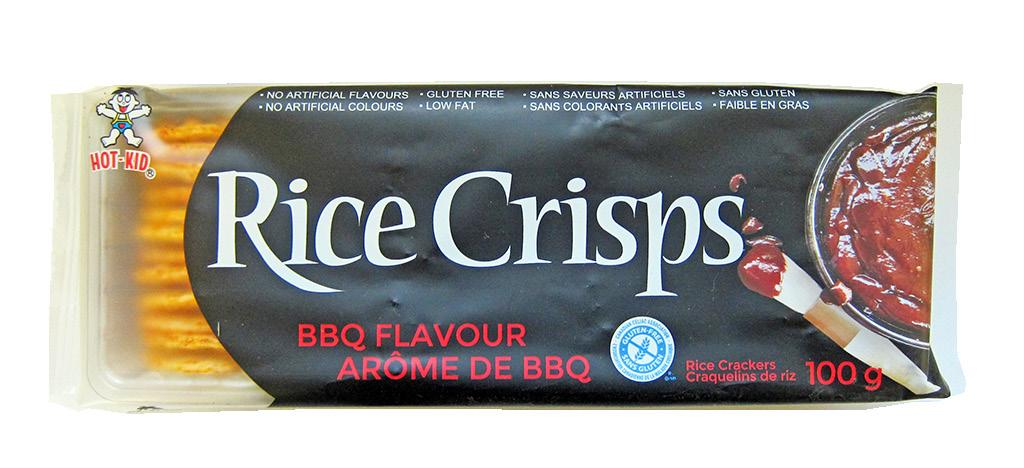 • NO ARTIFICIAL FLAVOURS • GLUTEN FREE • SANS SAVEURS ARTIFICIELS • SANS GLUTEN
• NO ARTIFICIAL COLOURS • LOW FAT • SANS COLORANTS ARTIFICIELS • FAIBLE EN GRAS
HOT-KID®
Rice Crisps
BBQ FLAVOUR
ARÔME DE BBQ
GLUTEN-FREE
SANS GLUTEN
Rice Crackers
Craquelins de riz 100 g